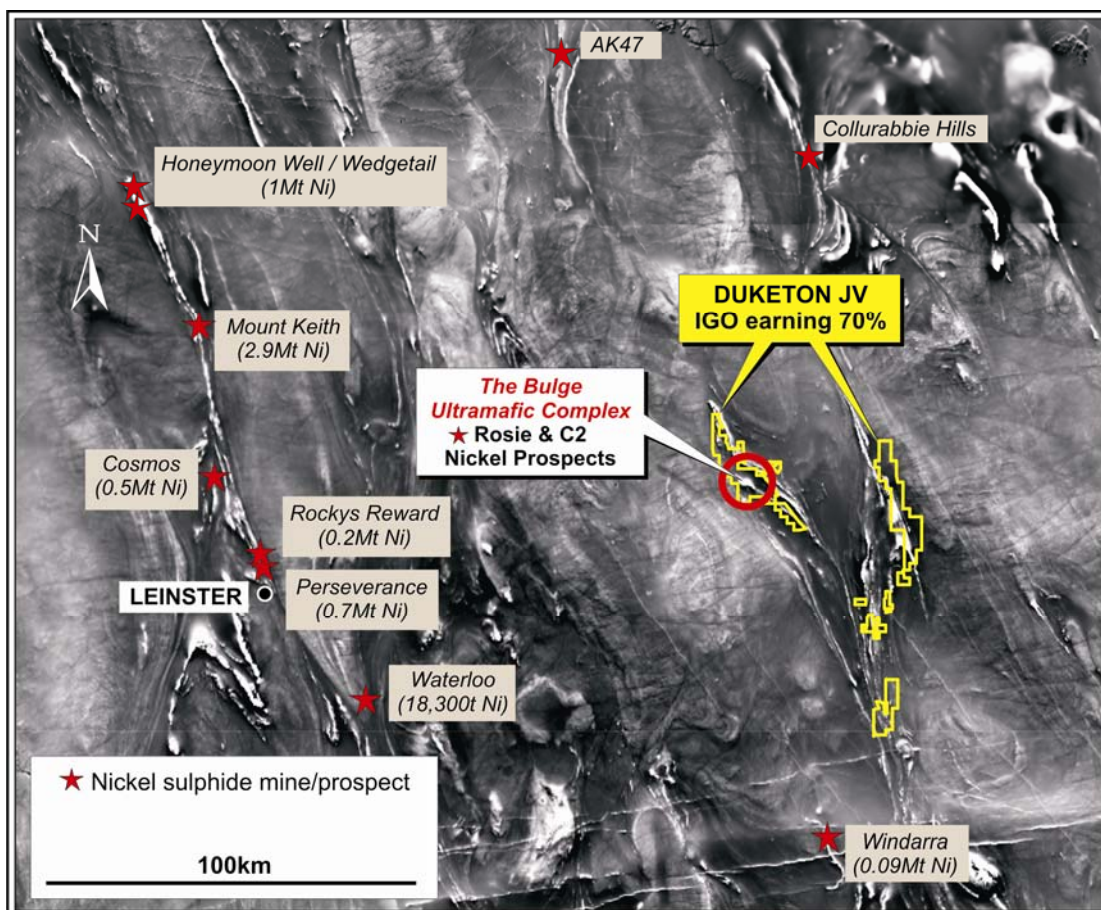 AK47
Collurabbie Hills
Honeymoon Well / Wedgetail
(1Mt Ni)
N
DUKETON JV
IGO earning 70%
Mount Keith
(2.9Mt Ni)
The Bulge
Ultramafic Complex
Rosie & C2
Nickel Prospects
Cosmos
(0.5Mt Ni)
Rockys Reward
(0.2Mt Ni)
LEINSTER
Perseverance
(0.7Mt Ni)
Waterloo
(18,300t Ni)
Nickel sulphide mine/prospect
100km
Windarra
(0.09Mt Ni)